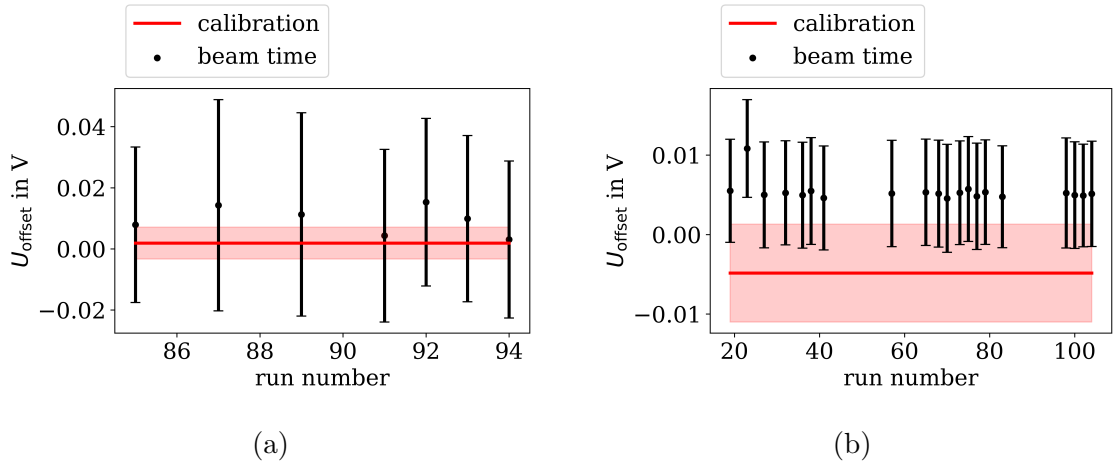 calibration
beam time
0.04
0.02
0.00
−0.02
U_offset in V
86 88 90 92 94
run number
(a)
calibration
beam time
0.01
0.00
−0.01
U_offset in V
20 40 60 80 100
run number
(b)